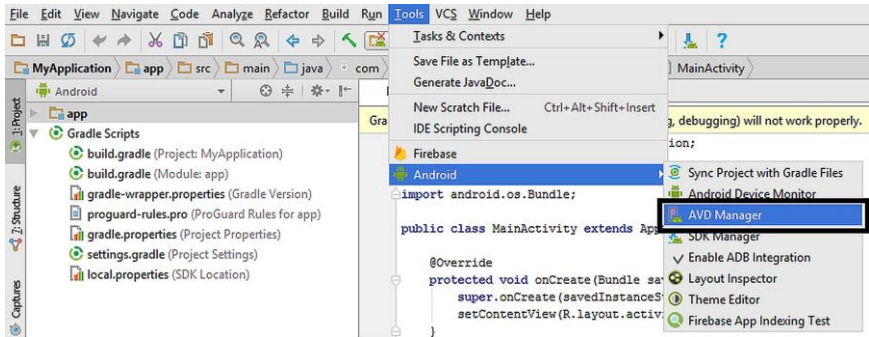 File Edit View Navigate Code Analyze Refactor Build Run Tools VCS Window Help
MyApplication app src main java com MainActivity
Android
1: Project
7: Structure
Captures
app
Gradle Scripts
build.gradle (Project: MyApplication)
build.gradle (Module: app)
gradle-wrapper.properties (Gradle Version)
proguard-rules.pro (ProGuard Rules for app)
gradle.properties (Project Properties)
settings.gradle (Project Settings)
local.properties (SDK Location)
Tasks & Contexts
Save File as Template...
Generate JavaDoc...
New Scratch File... Ctrl+Alt+Shift+Insert
IDE Scripting Console
Firebase
Android
Sync Project with Gradle Files
Android Device Monitor
AVD Manager
SDK Manager
Enable ADB Integration
Layout Inspector
Theme Editor
Firebase App Indexing Test
Gra
, debugging) will not work properly.
ion;
import android.os.Bundle;
public class MainActivity extends App
@Override
protected void onCreate(Bundle sa
super.onCreate(savedInstanceS
setContentView(R.layout.activ
}